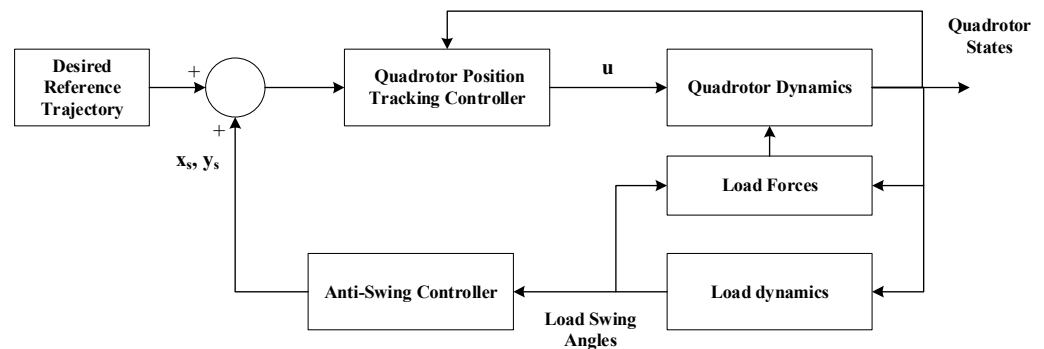 Desired
Reference
Trajectory
+
+
xₛ, yₛ
Quadrotor Position
Tracking Controller
u
Quadrotor Dynamics
Quadrotor
States
Load Forces
Anti-Swing Controller
Load Swing
Angles
Load dynamics